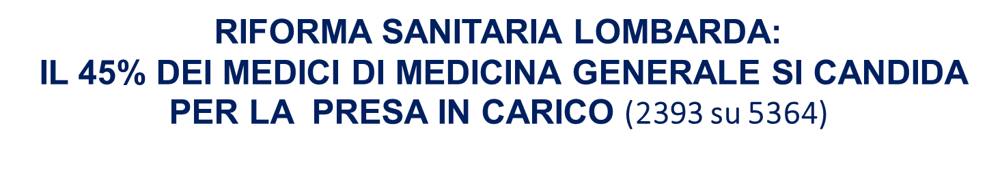 RIFORMA SANITARIA LOMBARDA:
IL 45% DEI MEDICI DI MEDICINA GENERALE SI CANDIDA
PER LA  PRESA IN CARICO (2393 su 5364)